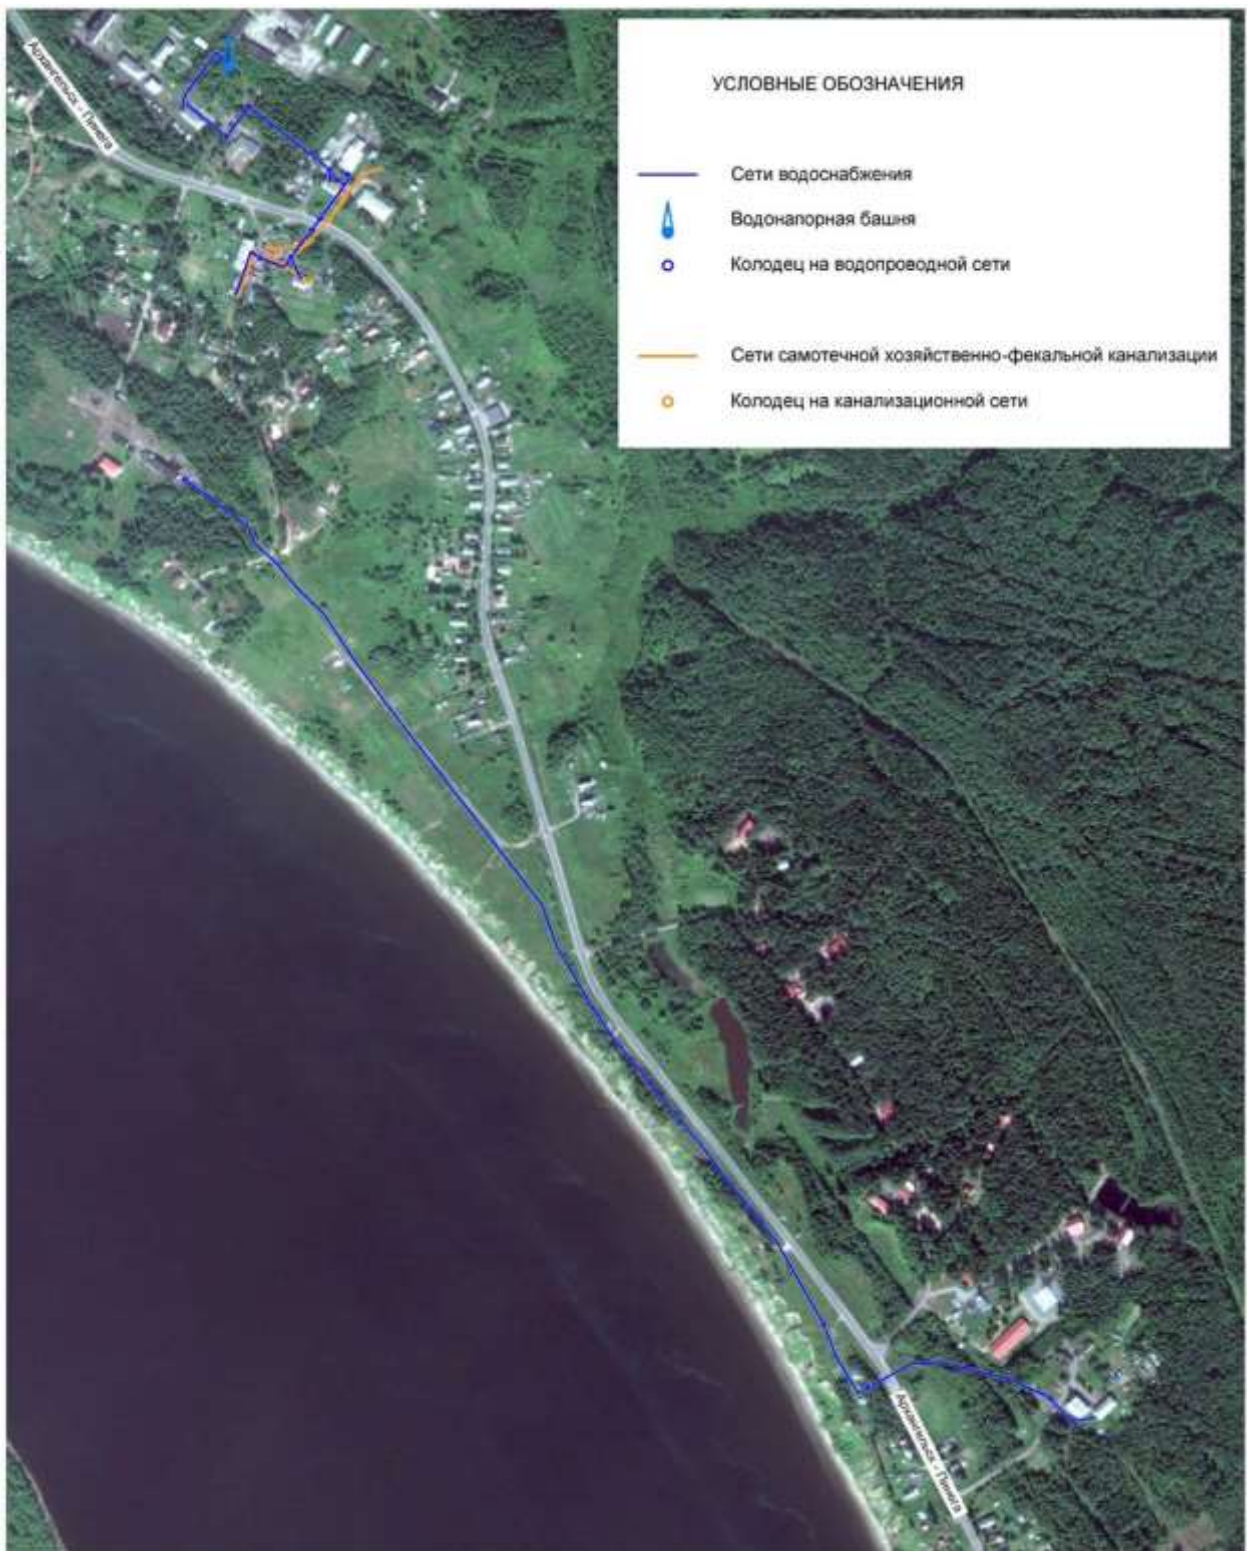 Архангельск - Пинега
УСЛОВНЫЕ ОБОЗНАЧЕНИЯ
Сети водоснабжения
Водонапорная башня
Колодец на водопроводной сети
Сети самотечной хозяйственно-фекальной канализации
Колодец на канализационной сети
Архангельск - Пинега